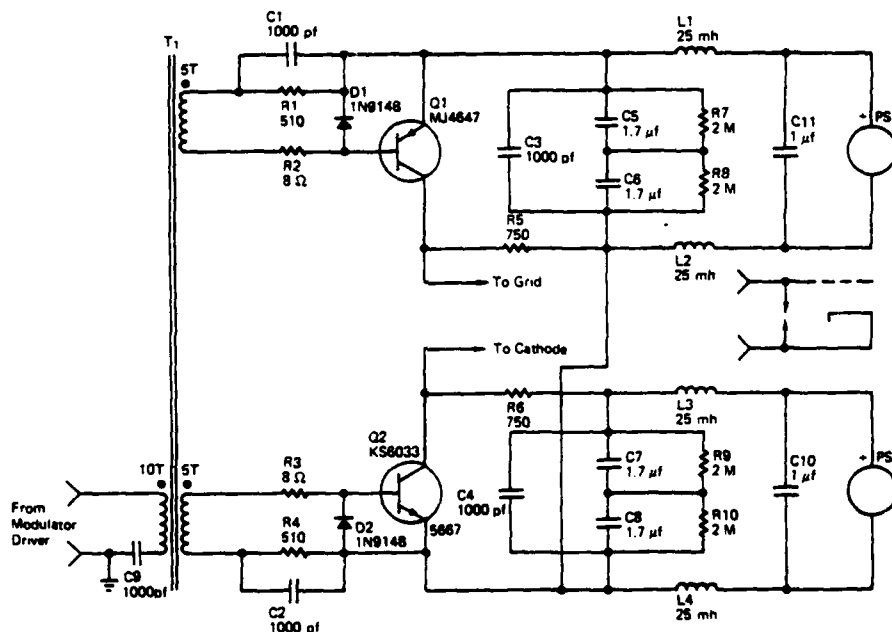 T1
C1
1000 pf
5T
R1
510
D1
1N9148
R2
8 Ω
Q1
MJ4647
C3
1000 pf
C5
1.7 µf
C6
1.7 µf
R7
2 M
R8
2 M
L1
25 mh
C11
1 µf
+ PS
R5
750
L2
25 mh
To Grid
To Cathode
R6
750
L3
25 mh
Q2
KS6033
10T
5T
R3
8 Ω
R4
510
D2
1N9148
5667
C4
1000 pf
C7
1.7 µf
C8
1.7 µf
R9
2 M
R10
2 M
C10
1 µf
+ PS
From
Modulator
Driver
C9
1000pf
C2
1000 pf
L4
25 mh